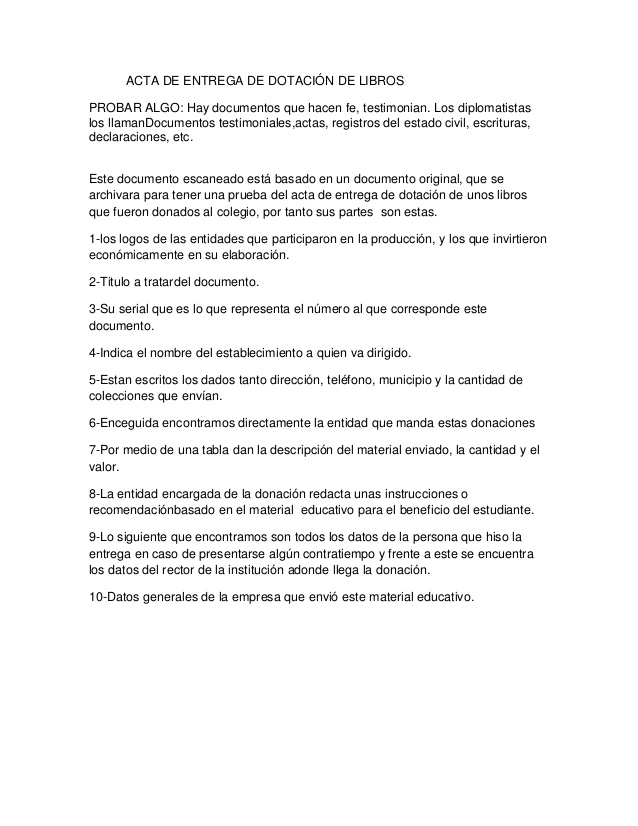 ACTA DE ENTREGA DE DOTACIÓN DE LIBROS
PROBAR ALGO: Hay documentos que hacen fe, testimonian. Los diplomatistas
los llamanDocumentos testimoniales,actas, registros del estado civil, escrituras,
declaraciones, etc.
Este documento escaneado está basado en un documento original, que se
archivara para tener una prueba del acta de entrega de dotación de unos libros
que fueron donados al colegio, por tanto sus partes  son estas.
1-los logos de las entidades que participaron en la producción, y los que invirtieron
económicamente en su elaboración.
2-Titulo a tratardel documento.
3-Su serial que es lo que representa el número al que corresponde este
documento.
4-Indica el nombre del establecimiento a quien va dirigido.
5-Estan escritos los dados tanto dirección, teléfono, municipio y la cantidad de
colecciones que envían.
6-Enceguida encontramos directamente la entidad que manda estas donaciones
7-Por medio de una tabla dan la descripción del material enviado, la cantidad y el
valor.
8-La entidad encargada de la donación redacta unas instrucciones o
recomendaciónbasado en el material  educativo para el beneficio del estudiante.
9-Lo siguiente que encontramos son todos los datos de la persona que hiso la
entrega en caso de presentarse algún contratiempo y frente a este se encuentra
los datos del rector de la institución adonde llega la donación.
10-Datos generales de la empresa que envió este material educativo.